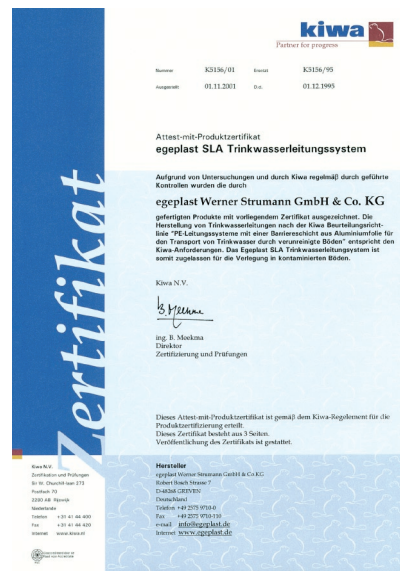 kiwa
Partner for progress
Nummer K5156/01 Ersetzt K5156/95
Ausgestellt 01.11.2001 D.d. 01.12.1995
Attest-mit-Produktzertifikat
egeplast SLA Trinkwasserleitungssystem
Aufgrund von Untersuchungen und durch Kiwa regelmäßig durch geführte
Kontrollen wurden die durch
egeplast Werner Strumann GmbH & Co. KG
gefertigten Produkte mit vorliegendem Zertifikat ausgezeichnet. Die
Herstellung von Trinkwasserleitungen nach der Kiwa Beurteilungsricht-
linie "PE-Leitungssysteme mit einer Barriereschicht aus Aluminiumfolie für
den Transport von Trinkwasser durch verunreinigte Böden" entspricht den
Kiwa-Anforderungen. Das Egeplast SLA Trinkwasserleitungsystem ist
somit zugelassen für die Verlegung in kontaminierten Böden.
Kiwa N.V.
B. Meekma
ing. B. Meekma
Direktor
Zertifizierung und Prüfungen
Zertifikat
Dieses Attest-mit-Produktzertifikat ist gemäß dem Kiwa-Regelement für die
Produktzertifizierung erteilt.
Dieses Zertifikat besteht aus 3 Seiten.
Veröffentlichung des Zertifikats ist gestattet.
Kiwa N.V.
Zertifikation und Prüfungen
Sir W. Churchill-laan 273
Postfach 70
2280 AB Rijswijk
Niederlande
Telefon +31 41 44 400
Fax +31 41 44 420
Internet www.kiwa.nl
Hersteller
egeplast Werner Strumann GmbH & Co KG
Robert Bosch Strasse 7
D-48268 GREVEN
Deutschland
Telefon +49 2575 9710-0
Fax +49 2575 9710-110
e-mail info@egeplast.de
Internet www.egeplast.de